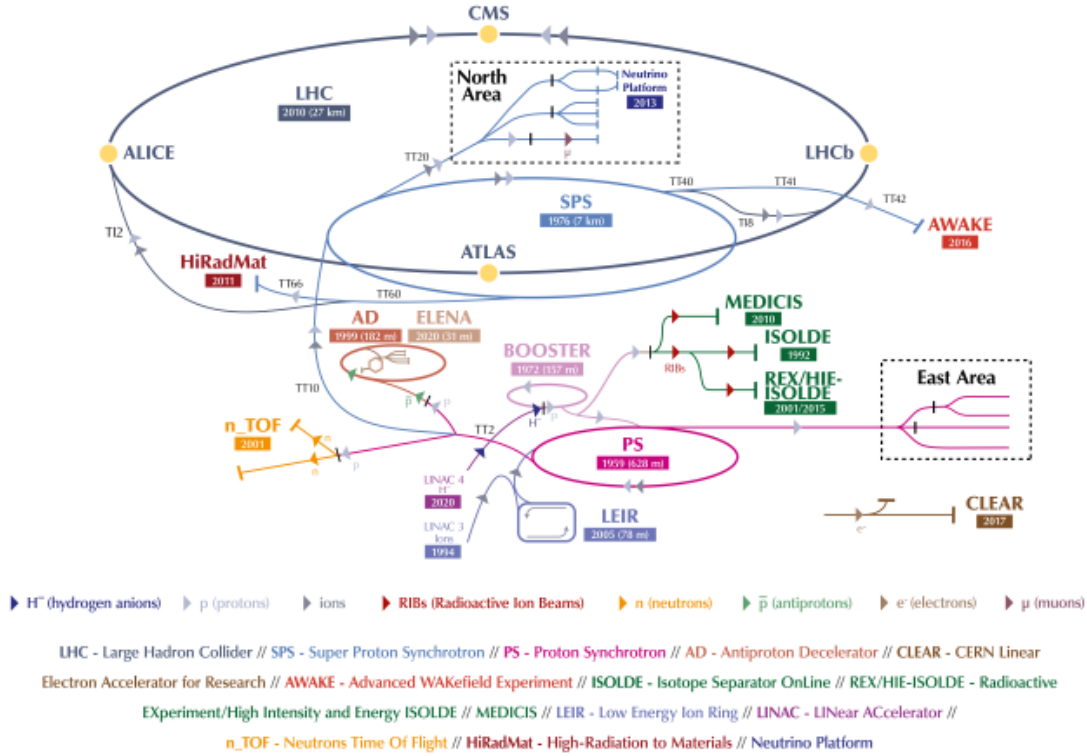 CMS
North
Area
Neutrino
Platform
2013
LHC
2010 (27 km)
μ
ALICE
LHCb
TT20
TT40
TT41
TT42
SPS
1976 (7 km)
TI8
AWAKE
2016
TI2
ATLAS
HiRadMat
2011
TT66
TT60
MEDICIS
2010
AD
1999 (182 m)
ELENA
2020 (31 m)
BOOSTER
1972 (157 m)
ISOLDE
1992
RIBs
REX/HIE-
ISOLDE
2001/2015
East Area
TT10
p̅
p
H⁻
p
n_TOF
2001
n
n
p
TT2
PS
1959 (628 m)
LINAC 4
H⁻
2020
LINAC 3
Ions
1994
LEIR
2005 (78 m)
CLEAR
2017
e⁻
H⁻ (hydrogen anions)
p (protons)
ions
RIBs (Radioactive Ion Beams)
n (neutrons)
p̅ (antiprotons)
e⁻ (electrons)
μ (muons)
LHC - Large Hadron Collider // SPS - Super Proton Synchrotron // PS - Proton Synchrotron // AD - Antiproton Decelerator // CLEAR - CERN Linear
Electron Accelerator for Research // AWAKE - Advanced WAKefield Experiment // ISOLDE - Isotope Separator OnLine // REX/HIE-ISOLDE - Radioactive
EXperiment/High Intensity and Energy ISOLDE // MEDICIS // LEIR - Low Energy Ion Ring // LINAC - LINear ACcelerator //
n_TOF - Neutrons Time Of Flight // HiRadMat - High-Radiation to Materials // Neutrino Platform